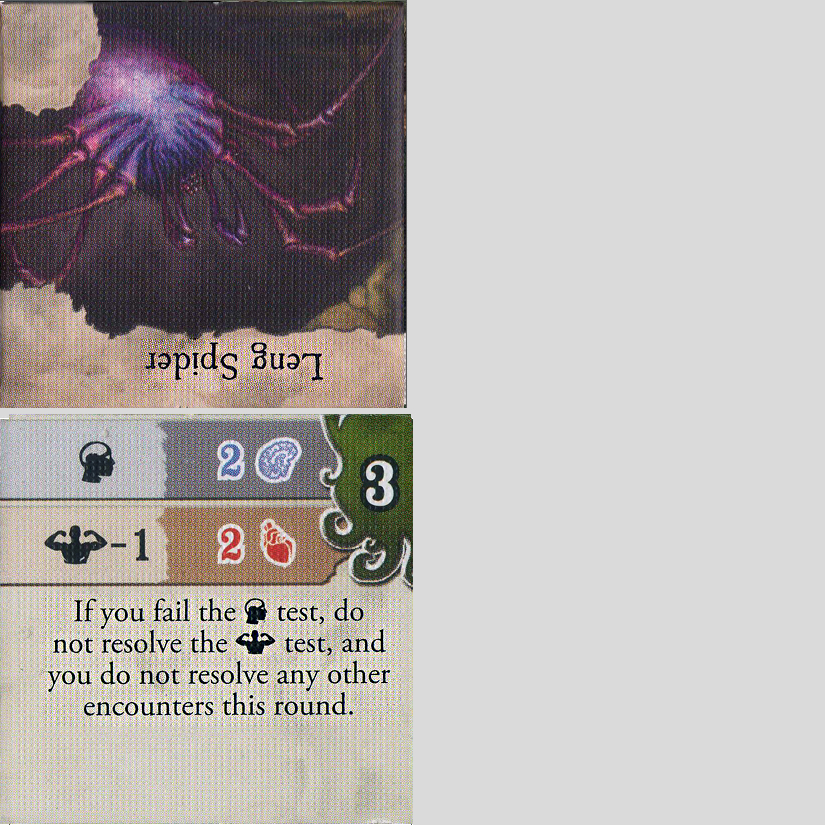 Leng Spider
2
3
-1 2
If you fail the test, do
not resolve the test, and
you do not resolve any other
encounters this round.